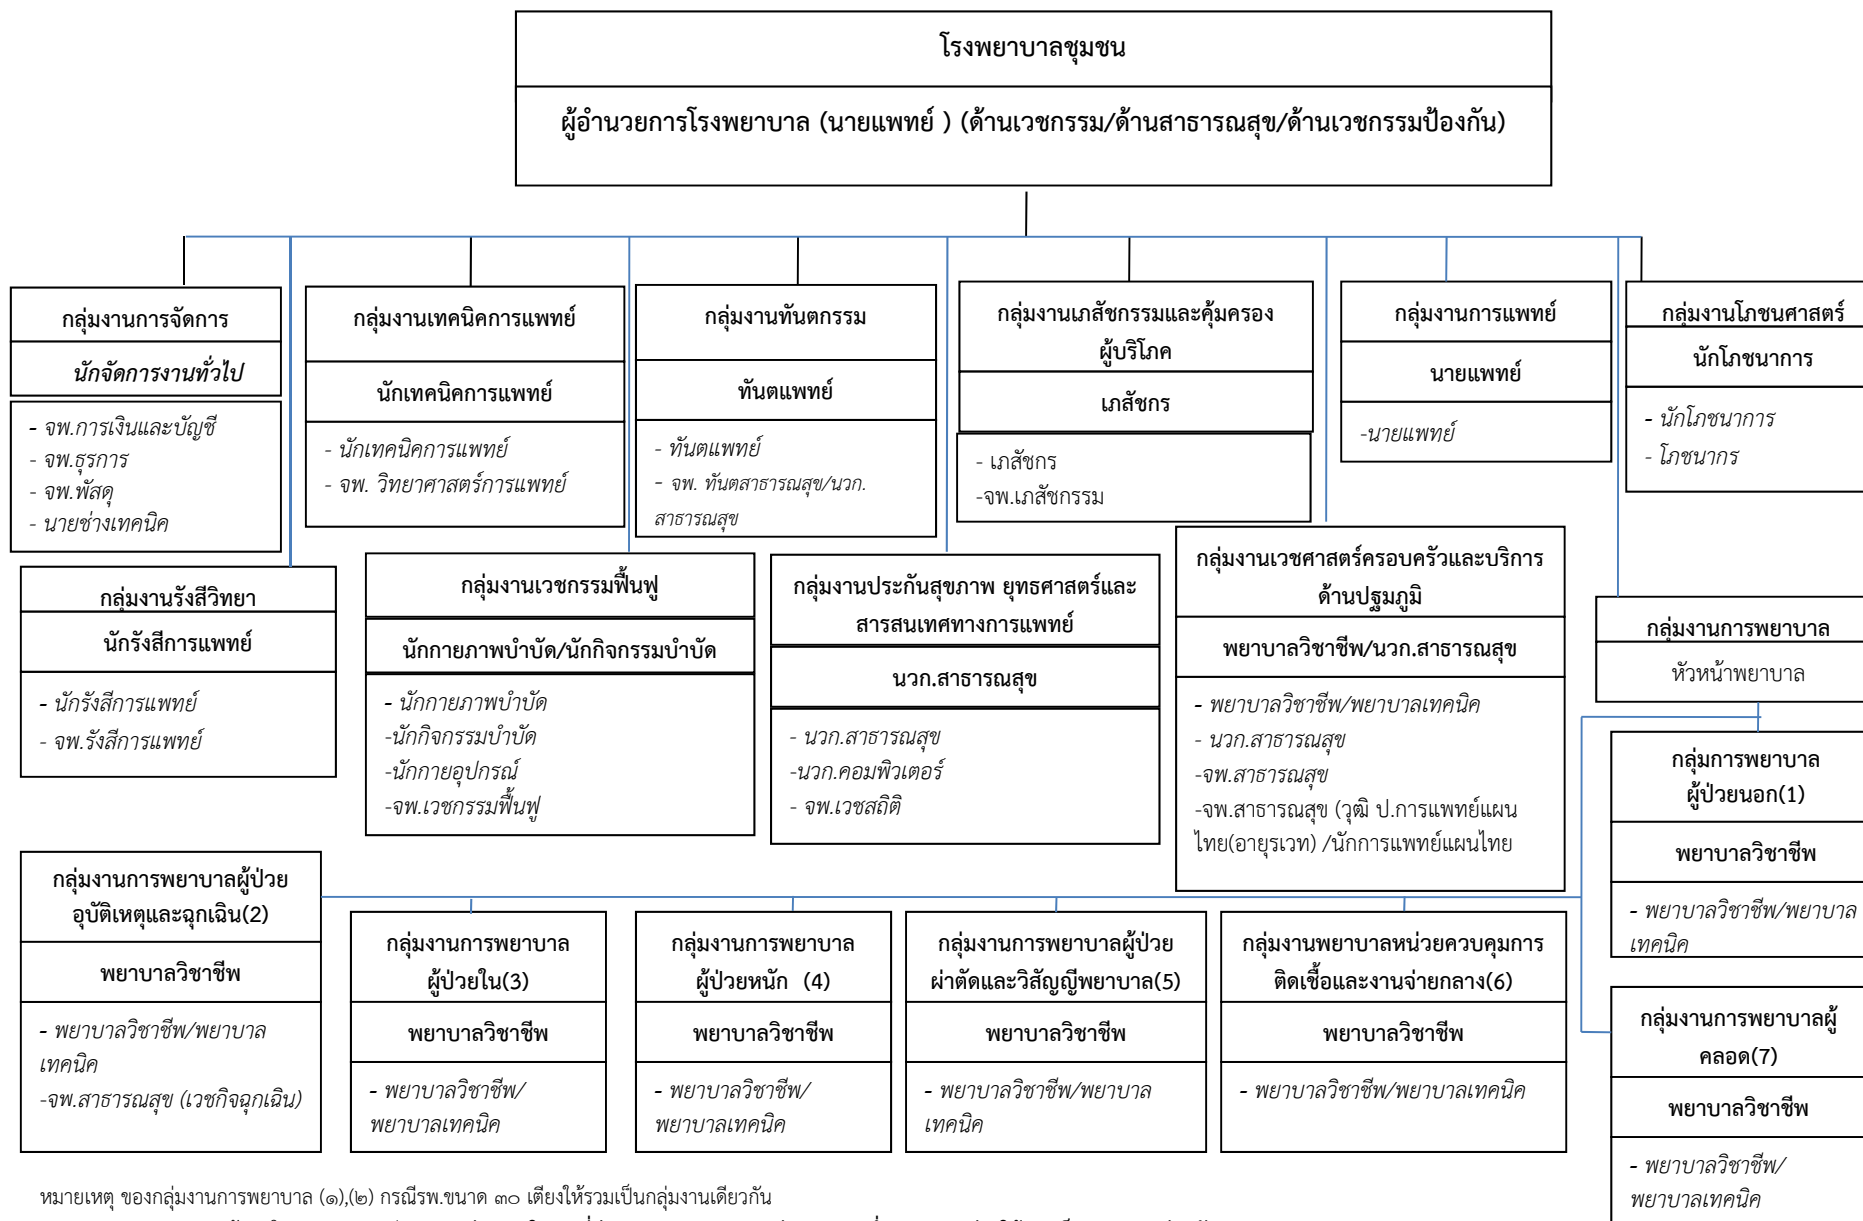 โรงพยาบาลชุมชน
ผู้อำนวยการโรงพยาบาล (นายแพทย์ ) (ด้านเวชกรรม/ด้านสาธารณสุข/ด้านเวชกรรมป้องกัน)
กลุ่มงานการจัดการ
นักจัดการงานทั่วไป
- จพ.การเงินและบัญชี
- จพ.ธุรการ
- จพ.พัสดุ
- นายช่างเทคนิค
กลุ่มงานเทคนิคการแพทย์
นักเทคนิคการแพทย์
- นักเทคนิคการแพทย์
- จพ. วิทยาศาสตร์การแพทย์
กลุ่มงานทันตกรรม
ทันตแพทย์
- ทันตแพทย์
- จพ. ทันตสาธารณสุข/นวก.
สาธารณสุข
กลุ่มงานเภสัชกรรมและคุ้มครอง
ผู้บริโภค
เภสัชกร
- เภสัชกร
-จพ.เภสัชกรรม
กลุ่มงานการแพทย์
นายแพทย์
-นายแพทย์
กลุ่มงานโภชนศาสตร์
นักโภชนาการ
- นักโภชนาการ
- โภชนากร
กลุ่มงานรังสีวิทยา
นักรังสีการแพทย์
- นักรังสีการแพทย์
- จพ.รังสีการแพทย์
กลุ่มงานเวชกรรมฟื้นฟู
นักกายภาพบำบัด/นักกิจกรรมบำบัด
- นักกายภาพบำบัด
-นักกิจกรรมบำบัด
-นักกายอุปกรณ์
-จพ.เวชกรรมฟื้นฟู
กลุ่มงานประกันสุขภาพ ยุทธศาสตร์และ
สารสนเทศทางการแพทย์
นวก.สาธารณสุข
- นวก.สาธารณสุข
-นวก.คอมพิวเตอร์
- จพ.เวชสถิติ
กลุ่มงานเวชศาสตร์ครอบครัวและบริการ
ด้านปฐมภูมิ
พยาบาลวิชาชีพ/นวก.สาธารณสุข
- พยาบาลวิชาชีพ/พยาบาลเทคนิค
- นวก.สาธารณสุข
-จพ.สาธารณสุข
-จพ.สาธารณสุข (วุฒิ ป.การแพทย์แผน
ไทย(อายุรเวท) /นักการแพทย์แผนไทย
กลุ่มงานการพยาบาล
หัวหน้าพยาบาล
กลุ่มการพยาบาล
ผู้ป่วยนอก(1)
พยาบาลวิชาชีพ
- พยาบาลวิชาชีพ/พยาบาล
เทคนิค
กลุ่มงานการพยาบาลผู้ป่วย
อุบัติเหตุและฉุกเฉิน(2)
พยาบาลวิชาชีพ
- พยาบาลวิชาชีพ/พยาบาล
เทคนิค
-จพ.สาธารณสุข (เวชกิจฉุกเฉิน)
กลุ่มงานการพยาบาล
ผู้ป่วยใน(3)
พยาบาลวิชาชีพ
- พยาบาลวิชาชีพ/
พยาบาลเทคนิค
กลุ่มงานการพยาบาล
ผู้ป่วยหนัก (4)
พยาบาลวิชาชีพ
- พยาบาลวิชาชีพ/
พยาบาลเทคนิค
กลุ่มงานการพยาบาลผู้ป่วย
ผ่าตัดและวิสัญญีพยาบาล(5)
พยาบาลวิชาชีพ
- พยาบาลวิชาชีพ/พยาบาล
เทคนิค
กลุ่มงานพยาบาลหน่วยควบคุมการ
ติดเชื้อและงานจ่ายกลาง(6)
พยาบาลวิชาชีพ
- พยาบาลวิชาชีพ/พยาบาลเทคนิค
กลุ่มงานการพยาบาลผู้
คลอด(7)
พยาบาลวิชาชีพ
- พยาบาลวิชาชีพ/
พยาบาลเทคนิค
หมายเหตุ ของกลุ่มงานการพยาบาล (๑),(๒) กรณีรพ.ขนาด ๓๐ เตียงให้รวมเป็นกลุ่มงานเดียวกัน